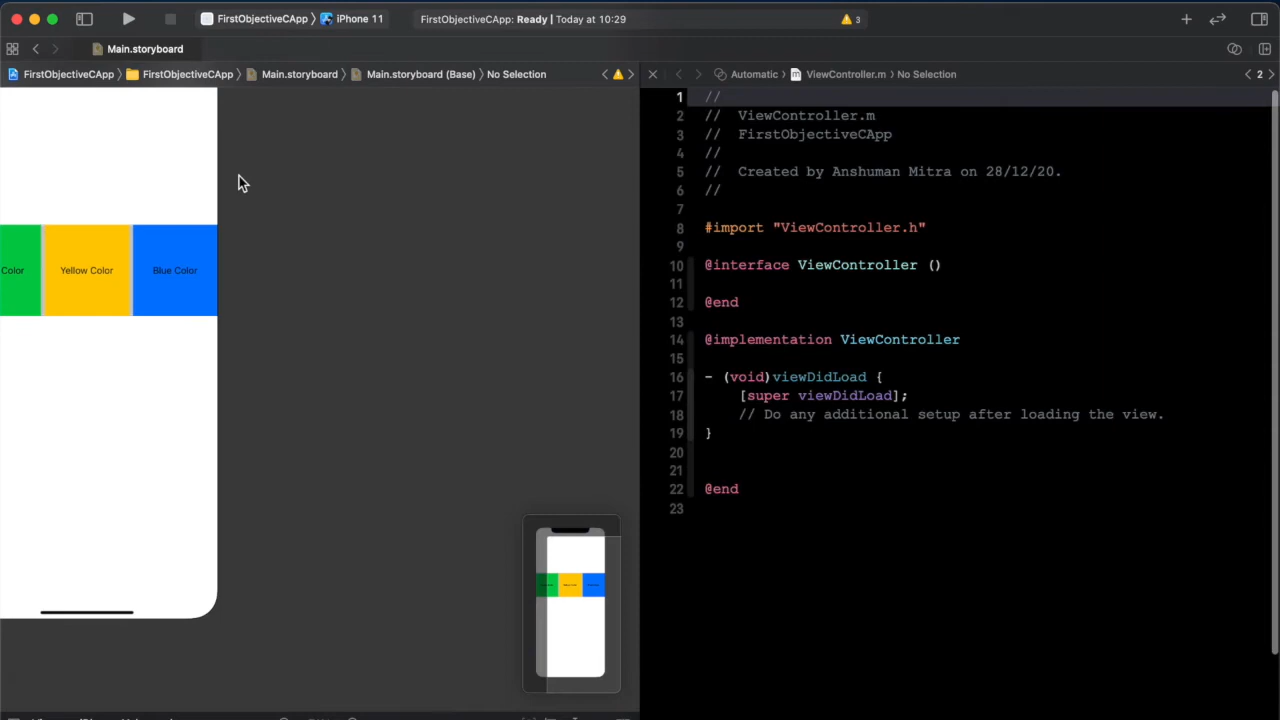 FirstObjectiveCApp
iPhone 11
FirstObjectiveCApp: Ready | Today at 10:29
3
Main.storyboard
FirstObjectiveCApp
FirstObjectiveCApp
Main.storyboard
Main.storyboard (Base)
No Selection
Automatic
ViewController.m
No Selection
2
Color
Yellow Color
Blue Color
1 //
2 //  ViewController.m
3 //  FirstObjectiveCApp
4 //
5 //  Created by Anshuman Mitra on 28/12/20.
6 //
7
8 #import "ViewController.h"
9
10 @interface ViewController ()
11
12 @end
13
14 @implementation ViewController
15
16 - (void)viewDidLoad {
17     [super viewDidLoad];
18     // Do any additional setup after loading the view.
19 }
20
21
22 @end
23